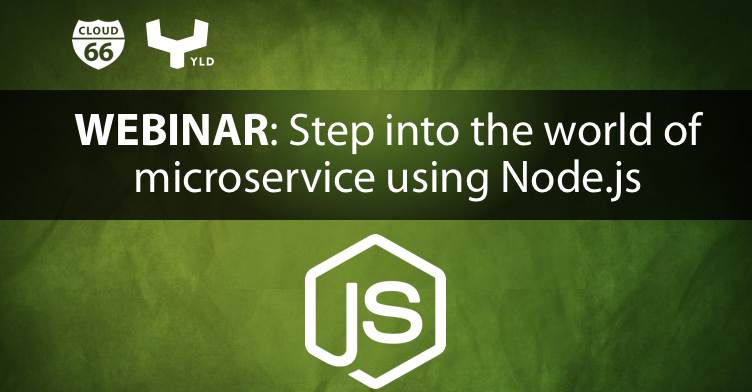 CLOUD
66
YLD
WEBINAR: Step into the world of
microservice using Node.js
JS